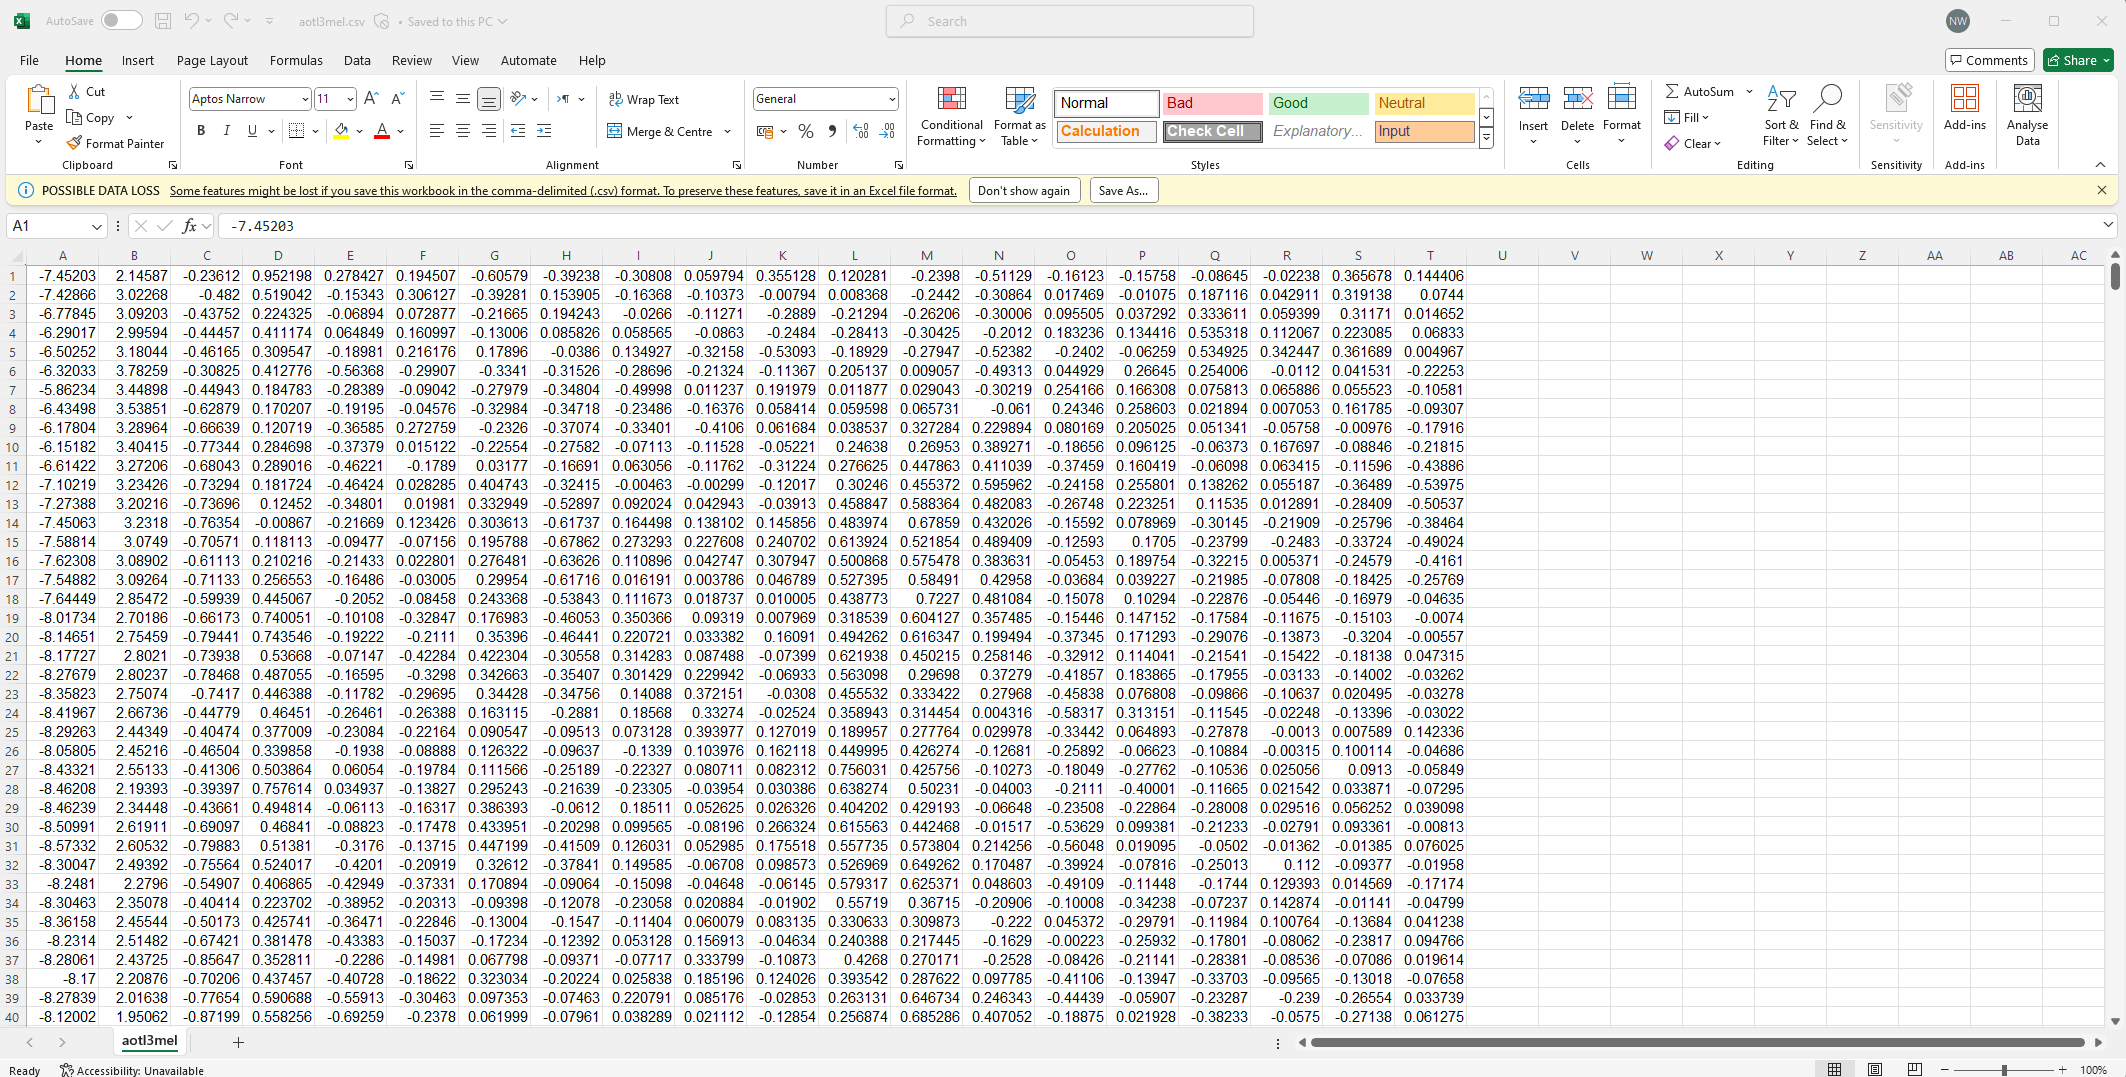 AutoSave aotl3mel.csv • Saved to this PC Search NW
File Home Insert Page Layout Formulas Data Review View Automate Help Comments Share
Paste Cut Copy Format Painter Clipboard
Aptos Narrow 11 B I U A Font
Wrap Text Merge & Centre Alignment
General % Number
Conditional Formatting Format as Table Normal Bad Good Neutral Calculation Check Cell Explanatory... Input Styles
Insert Delete Format Cells
AutoSum Fill Clear Sort & Filter Find & Select Editing
Sensitivity Sensitivity Add-ins Add-ins Analyse Data
POSSIBLE DATA LOSS Some features might be lost if you save this workbook in the comma-delimited (.csv) format. To preserve these features, save it in an Excel file format. Don't show again Save As...
A1 fx -7.45203
A B C D E F G H I J K L M N O P Q R S T U V W X Y Z AA AB AC
1 -7.45203 2.14587 -0.23612 0.952198 0.278427 0.194507 -0.60579 -0.39238 -0.30808 0.059794 0.355128 0.120281 -0.2398 -0.51129 -0.16123 -0.15758 -0.08645 -0.02238 0.365678 0.144406
2 -7.42866 3.02268 -0.482 0.519042 -0.15343 0.306127 -0.39281 0.153905 -0.16368 -0.10373 -0.00794 0.008368 -0.2442 -0.30864 0.017469 -0.01075 0.187116 0.042911 0.319138 0.0744
3 -6.77845 3.09203 -0.43752 0.224325 -0.06894 0.072877 -0.21665 0.194243 -0.0266 -0.11271 -0.2889 -0.21294 -0.26206 -0.30006 0.095505 0.037292 0.333611 0.059399 0.31171 0.014652
4 -6.29017 2.99594 -0.44457 0.411174 0.064849 0.160997 -0.13006 0.085826 0.058565 -0.0863 -0.2484 -0.28413 -0.30425 -0.2012 0.183236 0.134416 0.535318 0.112067 0.223085 0.06833
5 -6.50252 3.18044 -0.46165 0.309547 -0.18981 0.216176 0.17896 -0.0386 0.134927 -0.32158 -0.53093 -0.18929 -0.27947 -0.52382 -0.2402 -0.06259 0.534925 0.342447 0.361689 0.004967
6 -6.32033 3.78259 -0.30825 0.412776 -0.56368 -0.29907 -0.3341 -0.31526 -0.28696 -0.21324 -0.11367 0.205137 0.009057 -0.49313 0.044929 0.26645 0.254006 -0.0112 0.041531 -0.22253
7 -5.86234 3.44898 -0.44943 0.184783 -0.28389 -0.09042 -0.27979 -0.34804 -0.49998 0.011237 0.191979 0.011877 0.029043 -0.30219 0.254166 0.166308 0.075813 0.065886 0.055523 -0.10581
8 -6.43498 3.53851 -0.62879 0.170207 -0.19195 -0.04576 -0.32984 -0.34718 -0.23486 -0.16376 0.058414 0.059598 0.065731 -0.061 0.24346 0.258603 0.021894 0.007053 0.161785 -0.09307
9 -6.17804 3.28964 -0.66639 0.120719 -0.36585 0.272759 -0.2326 -0.37074 -0.33401 -0.4106 0.061684 0.038537 0.327284 0.229894 0.080169 0.205025 0.051341 -0.05758 -0.00976 -0.17916
10 -6.15182 3.40415 -0.77344 0.284698 -0.37379 0.015122 -0.22554 -0.27582 -0.07113 -0.11528 -0.05221 0.24638 0.26953 0.389271 -0.18656 0.096125 -0.06373 0.167697 -0.08846 -0.21815
11 -6.61422 3.27206 -0.68043 0.289016 -0.46221 -0.1789 0.03177 -0.16691 0.063056 -0.11762 -0.31224 0.276625 0.447863 0.411039 -0.37459 0.160419 -0.06098 0.063415 -0.11596 -0.43886
12 -7.10219 3.23426 -0.73294 0.181724 -0.46424 0.028285 0.404743 -0.32415 -0.00463 -0.00299 -0.12017 0.30246 0.455372 0.595962 -0.24158 0.255801 0.138262 0.055187 -0.36489 -0.53975
13 -7.27388 3.20216 -0.73696 0.12452 -0.34801 0.01981 0.332949 -0.52897 0.092024 0.042943 -0.03913 0.458847 0.588364 0.482083 -0.26748 0.223251 0.11535 0.012891 -0.28409 -0.50537
14 -7.45063 3.2318 -0.76354 -0.00867 -0.21669 0.123426 0.303613 -0.61737 0.164498 0.138102 0.145856 0.483974 0.67859 0.432026 -0.15592 0.078969 -0.30145 -0.21909 -0.25796 -0.38464
15 -7.58814 3.0749 -0.70571 0.118113 -0.09477 -0.07156 0.195788 -0.67862 0.273293 0.227608 0.240702 0.613924 0.521854 0.489409 -0.12593 0.1705 -0.23799 -0.2483 -0.33724 -0.49024
16 -7.62308 3.08902 -0.61113 0.210216 -0.21433 0.022801 0.276481 -0.63626 0.110896 0.042747 0.307947 0.500868 0.575478 0.383631 -0.05453 0.189754 -0.32215 0.005371 -0.24579 -0.4161
17 -7.54882 3.09264 -0.71133 0.256553 -0.16486 -0.03005 0.29954 -0.61716 0.016191 0.003786 0.046789 0.527395 0.58491 0.42958 -0.03684 0.039227 -0.21985 -0.07808 -0.18425 -0.25769
18 -7.64449 2.85472 -0.59939 0.445067 -0.2052 -0.08458 0.243368 -0.53843 0.111673 0.018737 0.010005 0.438773 0.7227 0.481084 -0.15078 0.10294 -0.22876 -0.05446 -0.16979 -0.04635
19 -8.01734 2.70186 -0.66173 0.740051 -0.10108 -0.32847 0.176983 -0.46053 0.350366 0.09319 0.007969 0.318539 0.604127 0.357485 -0.15446 0.147152 -0.17584 -0.11675 -0.15103 -0.0074
20 -8.14651 2.75459 -0.79441 0.743546 -0.19222 -0.2111 0.35396 -0.46441 0.220721 0.033382 0.16091 0.494262 0.616347 0.199494 -0.37345 0.171293 -0.29076 -0.13873 -0.3204 -0.00557
21 -8.17727 2.8021 -0.73938 0.53668 -0.07147 -0.42284 0.422304 -0.30558 0.314283 0.087488 -0.07399 0.621938 0.450215 0.258146 -0.32912 0.114041 -0.21541 -0.15422 -0.18138 0.047315
22 -8.27679 2.80237 -0.78468 0.487055 -0.16595 -0.3298 0.342663 -0.35407 0.301429 0.229942 -0.06933 0.563098 0.29698 0.37279 -0.41857 0.183865 -0.17955 -0.03133 -0.14002 -0.03262
23 -8.35823 2.75074 -0.7417 0.446388 -0.11782 -0.29695 0.34428 -0.34756 0.14088 0.372151 -0.0308 0.455532 0.333422 0.27968 -0.45838 0.076808 -0.09866 -0.10637 0.020495 -0.03278
24 -8.41967 2.66736 -0.44779 0.46451 -0.26461 -0.26388 0.163115 -0.2881 0.18568 0.33274 -0.02524 0.358943 0.314454 0.004316 -0.58317 0.313151 -0.11545 -0.02248 -0.13396 -0.03022
25 -8.29263 2.44349 -0.40474 0.377009 -0.23084 -0.22164 0.090547 -0.09513 0.073128 0.393977 0.127019 0.189957 0.277764 0.029978 -0.33442 0.064893 -0.27878 -0.0013 0.007589 0.142336
26 -8.05805 2.45216 -0.46504 0.339858 -0.1938 -0.08888 0.126322 -0.09637 -0.1339 0.103976 0.162118 0.449995 0.426274 -0.12681 -0.25892 -0.06623 -0.10884 -0.00315 0.100114 -0.04686
27 -8.43321 2.55133 -0.41306 0.503864 0.06054 -0.19784 0.111566 -0.25189 -0.22327 0.080711 0.082312 0.756031 0.425756 -0.10273 -0.18049 -0.27762 -0.10536 0.025056 0.0913 -0.05849
28 -8.46208 2.19393 -0.39397 0.757614 0.034937 -0.13827 0.295243 -0.21639 -0.23305 -0.03954 0.030386 0.638274 0.50231 -0.04003 -0.2111 -0.40001 -0.11665 0.021542 0.033871 -0.07295
29 -8.46239 2.34448 -0.43661 0.494814 -0.06113 -0.16317 0.386393 -0.0612 0.18511 0.052625 0.026326 0.404202 0.429193 -0.06648 -0.23508 -0.22864 -0.28008 0.029516 0.056252 0.039098
30 -8.50991 2.61911 -0.69097 0.46841 -0.08823 -0.17478 0.433951 -0.20298 0.099565 -0.08196 0.266324 0.615563 0.442468 -0.01517 -0.53629 0.099381 -0.21233 -0.02791 0.093361 -0.00813
31 -8.57332 2.60532 -0.79883 0.51381 -0.3176 -0.13715 0.447199 -0.41509 0.126031 0.052985 0.175518 0.557735 0.573804 0.214256 -0.56048 0.019095 -0.0502 -0.01362 -0.01385 0.076025
32 -8.30047 2.49392 -0.75564 0.524017 -0.4201 -0.20919 0.32612 -0.37841 0.149585 -0.06708 0.098573 0.526969 0.649262 0.170487 -0.39924 -0.07816 -0.25013 0.112 -0.09377 -0.01958
33 -8.2481 2.2796 -0.54907 0.406865 -0.42949 -0.37331 0.170894 -0.09064 -0.15098 -0.04648 -0.06145 0.579317 0.625371 0.048603 -0.49109 -0.11448 -0.1744 0.129393 0.014569 -0.17174
34 -8.30463 2.35078 -0.40414 0.223702 -0.38952 -0.20313 -0.09398 -0.12078 -0.23058 0.020884 -0.01902 0.55719 0.36715 -0.20906 -0.10008 -0.34238 -0.07237 0.142874 -0.01141 -0.04799
35 -8.36158 2.45544 -0.50173 0.425741 -0.36471 -0.22846 -0.13004 -0.1547 -0.11404 0.060079 0.083135 0.330633 0.309873 -0.222 0.045372 -0.29791 -0.11984 0.100764 -0.13684 0.041238
36 -8.2314 2.51482 -0.67421 0.381478 -0.43383 -0.15037 -0.17234 -0.12392 0.053128 0.156913 -0.04634 0.240388 0.217445 -0.1629 -0.00223 -0.25932 -0.17801 -0.08062 -0.23817 0.094766
37 -8.28061 2.43725 -0.85647 0.352811 -0.2286 -0.14981 0.067798 -0.09371 -0.07717 0.333799 -0.10873 0.4268 0.270171 -0.2528 -0.08426 -0.21141 -0.28381 -0.08536 -0.07086 0.019614
38 -8.17 2.20876 -0.70206 0.437457 -0.40728 -0.18622 0.323034 -0.20224 0.025838 0.185196 0.124026 0.393542 0.287622 0.097785 -0.41106 -0.13947 -0.33703 -0.09565 -0.13018 -0.07658
39 -8.27839 2.01638 -0.77654 0.590688 -0.55913 -0.30463 0.097353 -0.07463 0.220791 0.085176 -0.02853 0.263131 0.646734 0.246343 -0.44439 -0.05907 -0.23287 -0.239 -0.26554 0.033739
40 -8.12002 1.95062 -0.87199 0.558256 -0.69259 -0.2378 0.061999 -0.07961 0.038289 0.021112 -0.12854 0.256874 0.685286 0.407052 -0.18875 0.021928 -0.38233 -0.0575 -0.27138 0.061275
aotl3mel
Ready Accessibility: Unavailable 100%